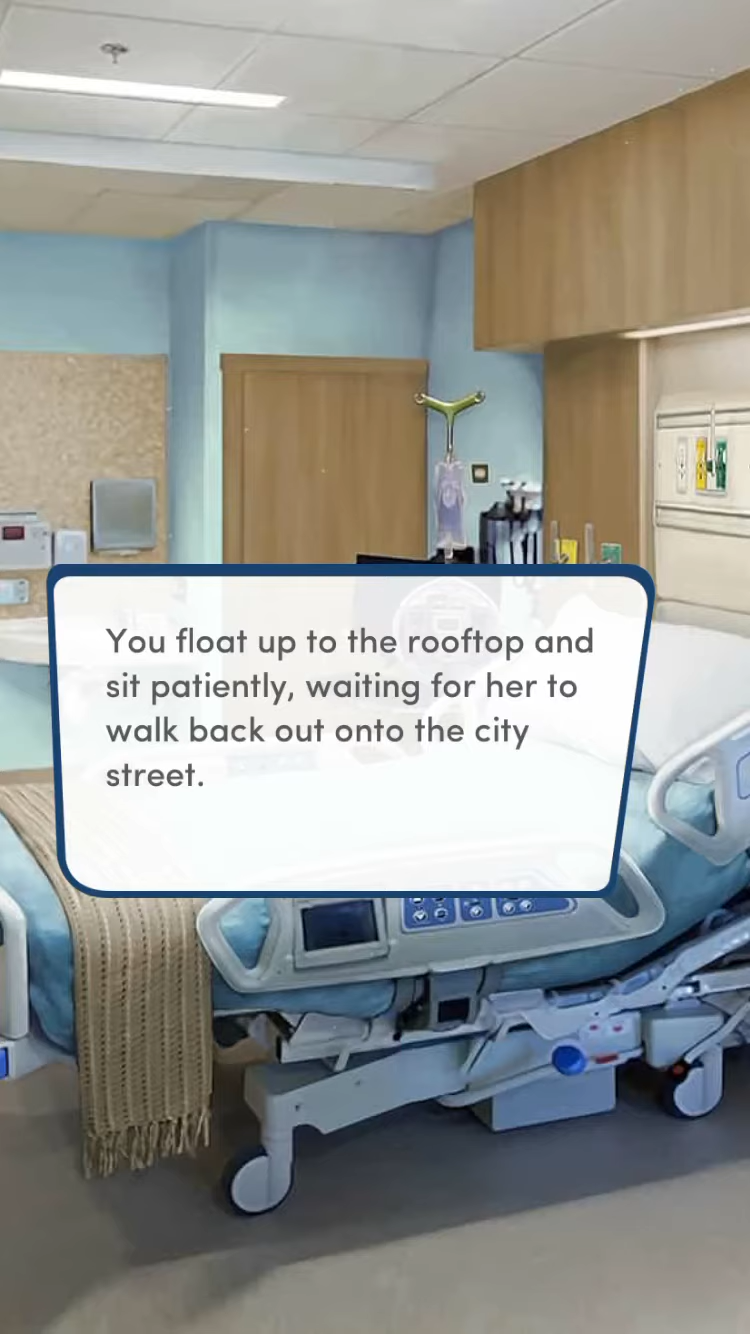 You float up to the rooftop and
sit patiently, waiting for her to
walk back out onto the city
street.